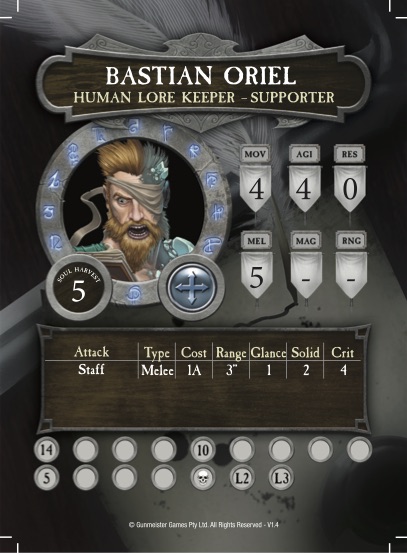 BASTIAN ORIEL
HUMAN LORE KEEPER - SUPPORTER
MOV AGI RES
4 4 0
MEL MAG RNG
5 - -
SOUL HARVEST
5
Attack Type Cost Range Glance Solid Crit
Staff Melee 1A 3" 1 2 4
14 10
5 L2 L3
© Gunmeister Games Pty Ltd. All Rights Reserved - V1.4